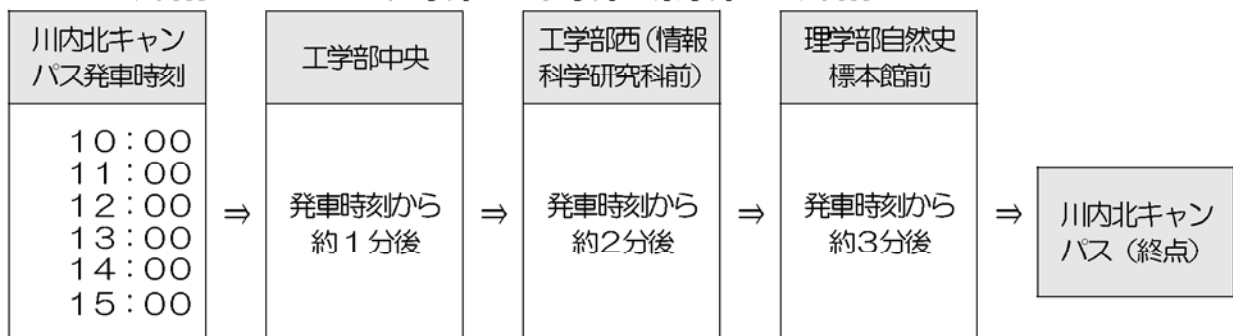 川内北キャン
パス発車時刻
10:00
11:00
12:00
13:00
14:00
15:00
⇒
工学部中央
発車時刻から
約1分後
⇒
工学部西(情報
科学研究科前)
発車時刻から
約2分後
⇒
理学部自然史
標本館前
発車時刻から
約3分後
⇒
川内北キャン
パス(終点)